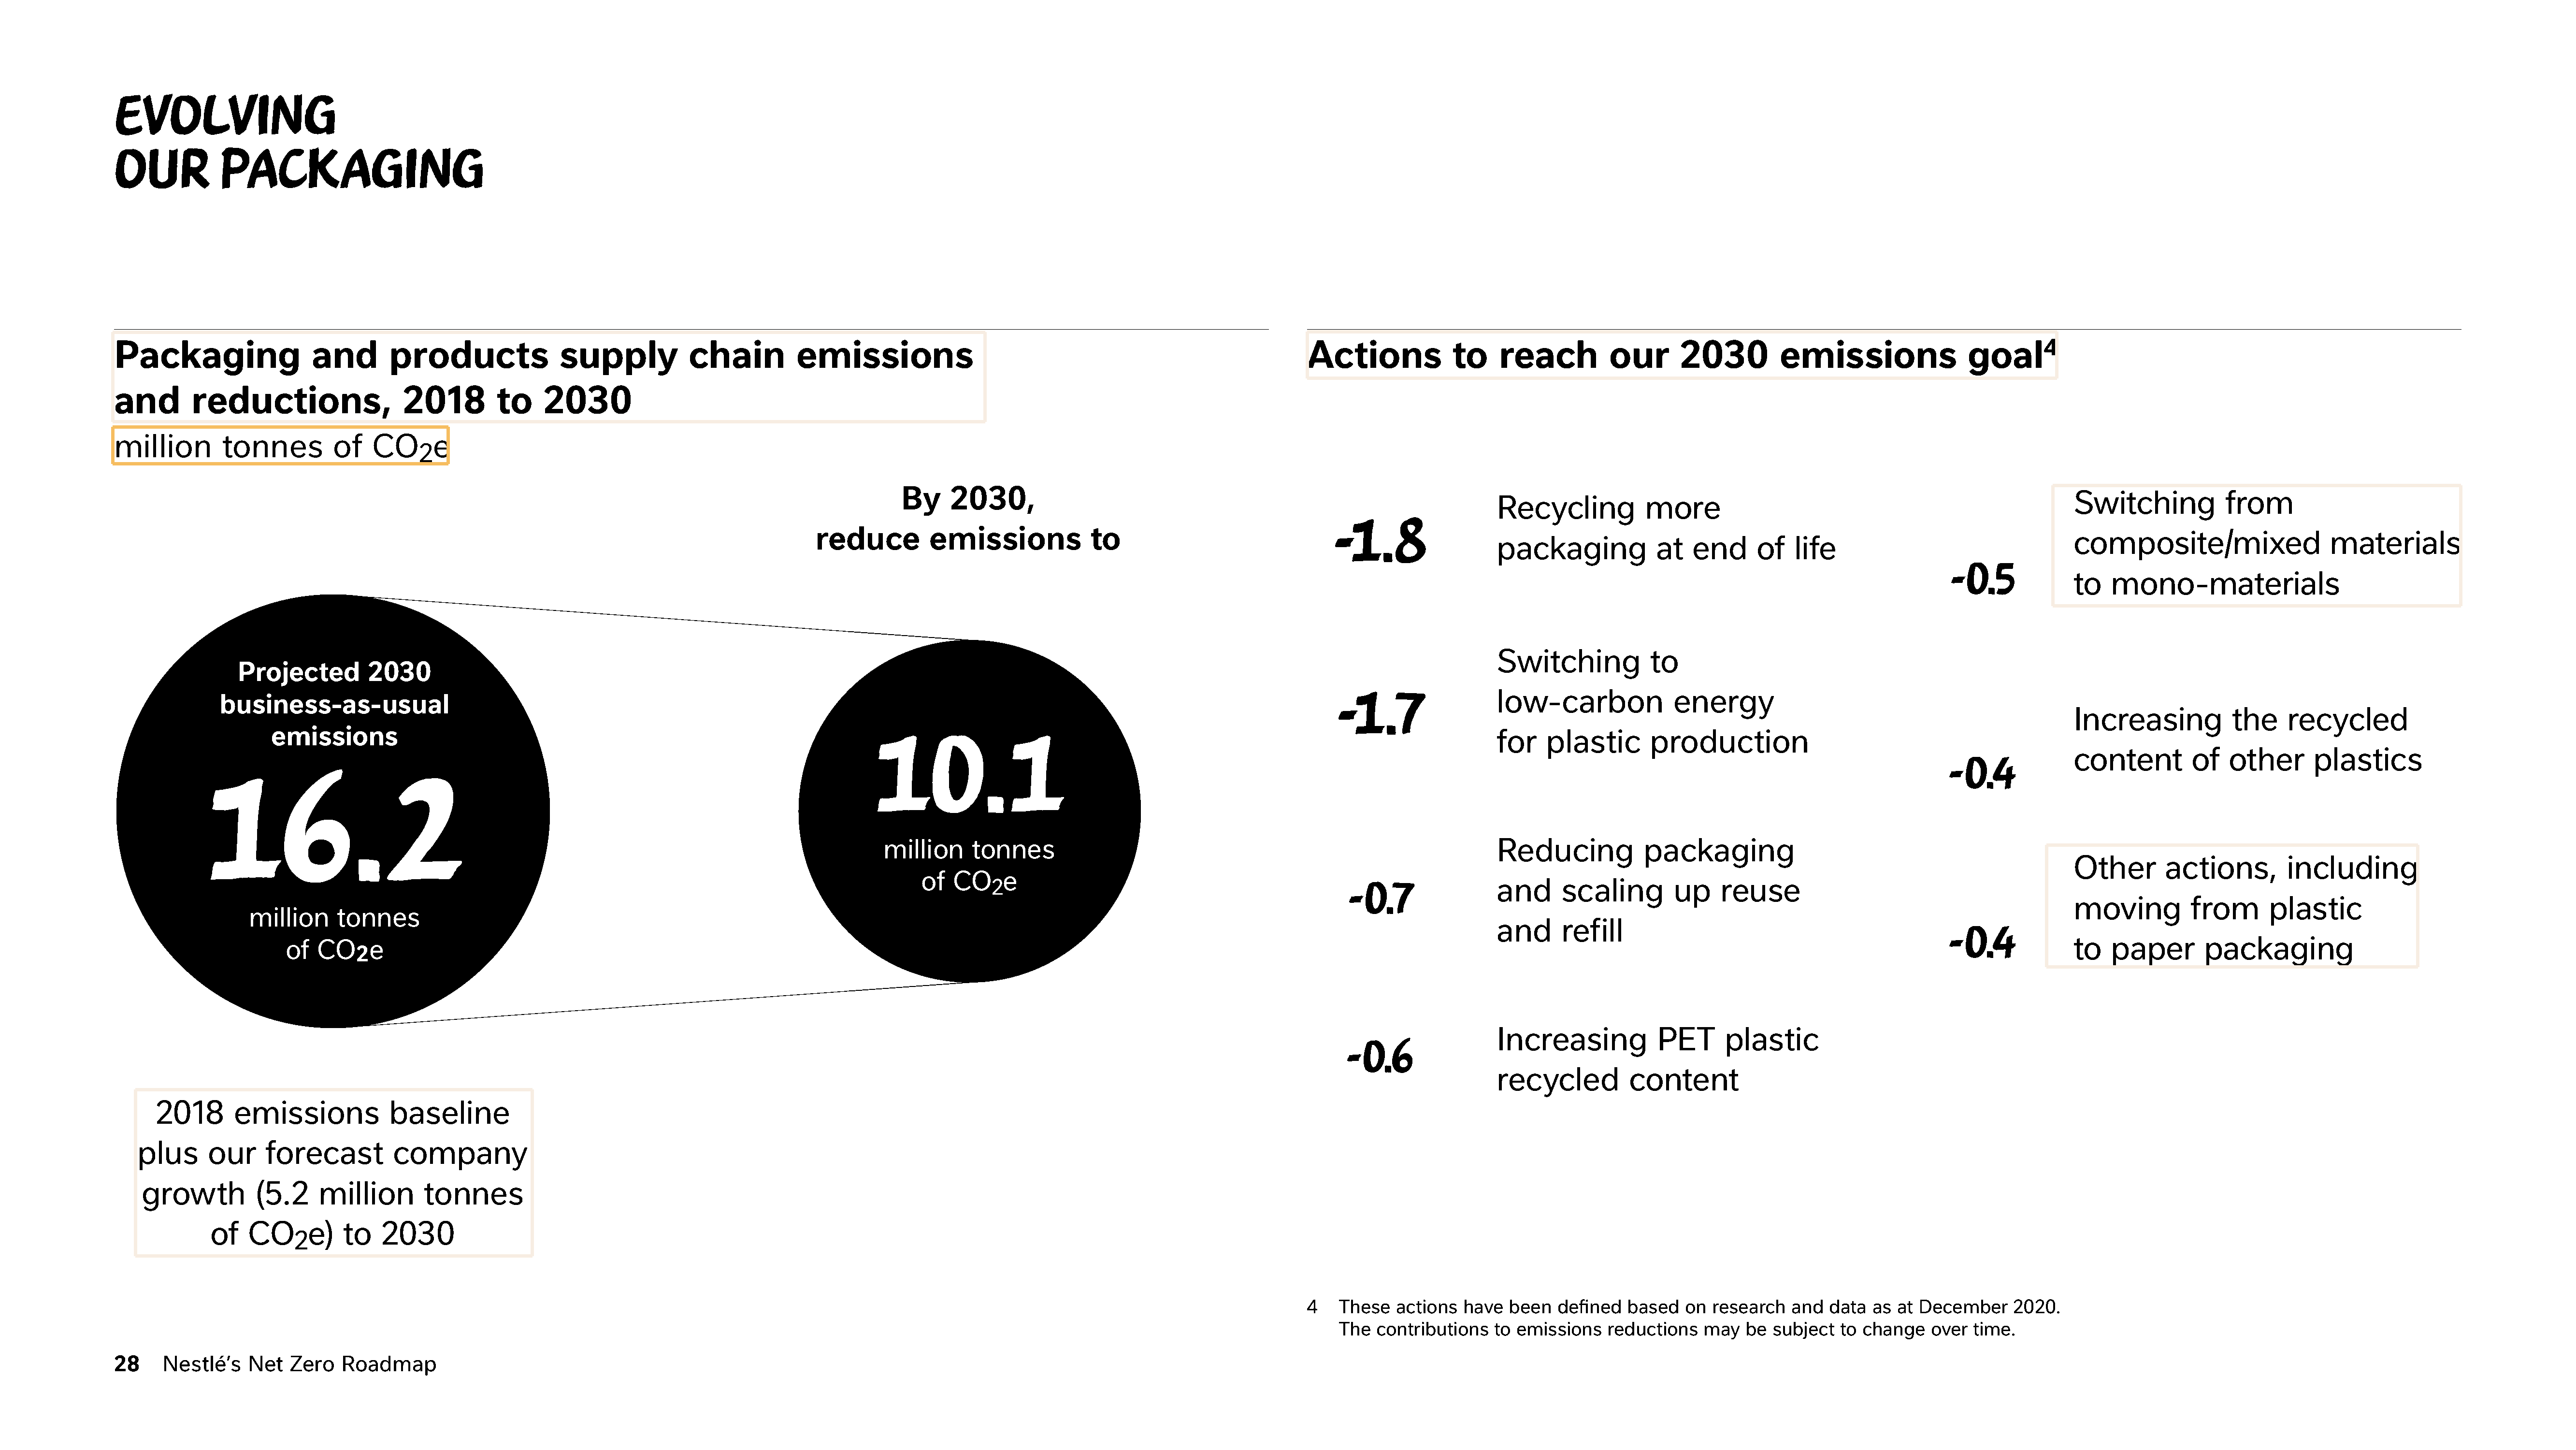 EVOLVING
OUR PACKAGING
Packaging and products supply chain emissions
and reductions, 2018 to 2030
million tonnes of CO2e
By 2030,
reduce emissions to
Projected 2030
business-as-usual
emissions
16.2
million tonnes
of CO2e
10.1
million tonnes
of CO2e
2018 emissions baseline
plus our forecast company
growth (5.2 million tonnes
of CO2e) to 2030
Actions to reach our 2030 emissions goal4
-1.8
Recycling more
packaging at end of life
-1.7
Switching to
low-carbon energy
for plastic production
-0.7
Reducing packaging
and scaling up reuse
and refill
-0.6
Increasing PET plastic
recycled content
-0.5
Switching from
composite/mixed materials
to mono-materials
-0.4
Increasing the recycled
content of other plastics
-0.4
Other actions, including
moving from plastic
to paper packaging
4 These actions have been defined based on research and data as at December 2020.
The contributions to emissions reductions may be subject to change over time.
28 Nestlé's Net Zero Roadmap